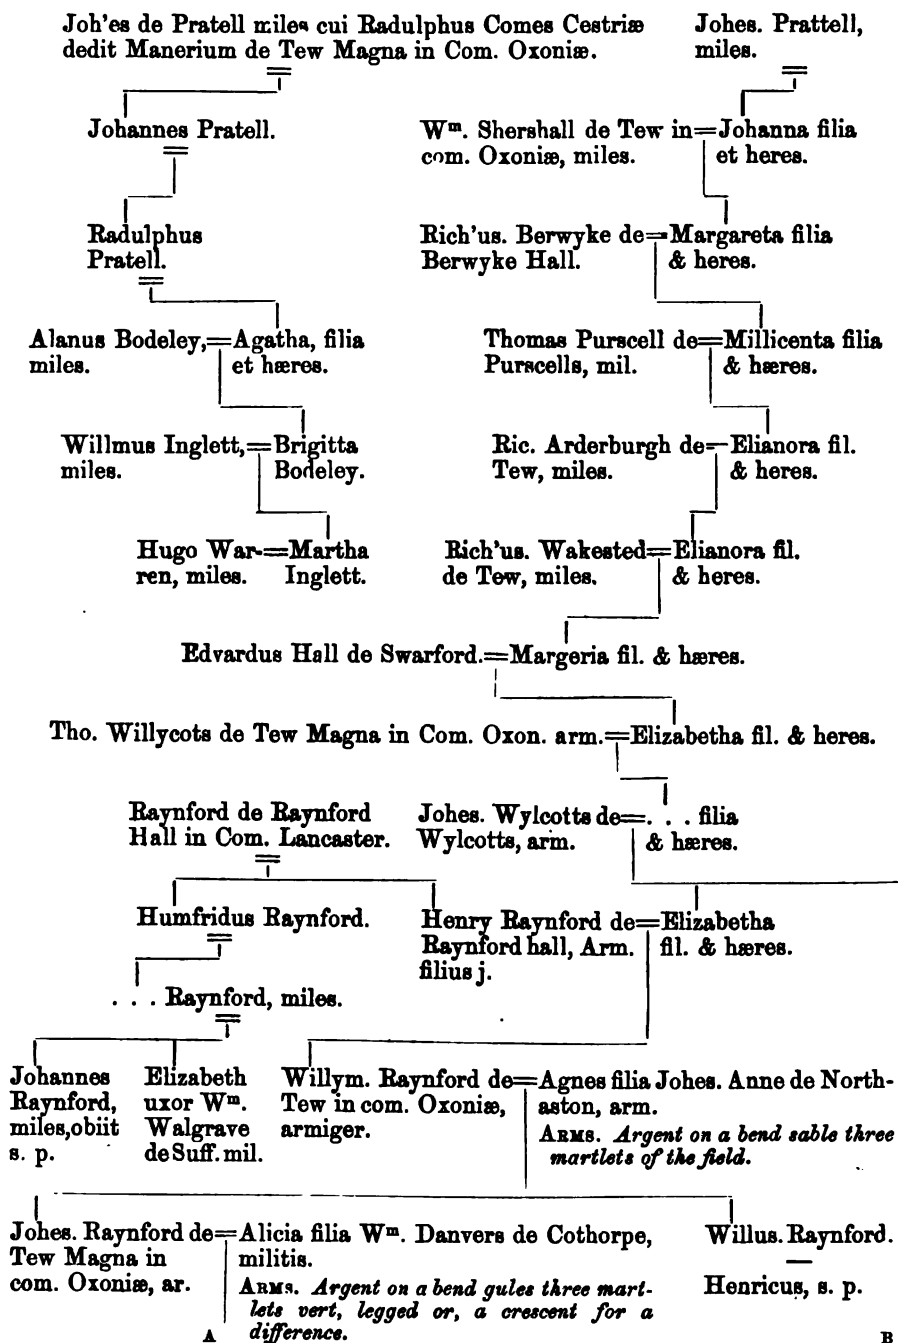 Joh'es de Pratell miles cui Radulphus Comes Cestriæ
dedit Manerium de Tew Magna in Com. Oxoniæ.
Johes. Prattell,
miles.
Johannes Pratell.
Wm. Shershall de Tew in=Johanna filia
com. Oxoniæ, miles. et heres.
Radulphus
Pratell.
Rich'us. Berwyke de=Margareta filia
Berwyke Hall. & heres.
Alanus Bodeley,=Agatha, filia
miles. et hæres.
Thomas Purscell de=Millicenta filia
Purscells, mil. & hæres.
Willmus Inglett,=Brigitta
miles. Bodeley.
Ric. Arderburgh de=Elianora fil.
Tew, miles. & heres.
Hugo War-=Martha
ren, miles. Inglett.
Rich'us. Wakested=Elianora fil.
de Tew, miles. & heres.
Edvardus Hall de Swarford.=Margeria fil. & hæres.
Tho. Willycots de Tew Magna in Com. Oxon. arm.=Elizabetha fil. & heres.
Raynford de Raynford
Hall in Com. Lancaster.
Johes. Wylcotts de=. . . filia
Wylcotts, arm. & hæres.
Humfridus Raynford.
Henry Raynford de=Elizabetha
Raynford hall, Arm. fil. & hæres.
filius j.
. . . Raynford, miles.
Johannes
Raynford,
miles, obiit
s. p.
Elizabeth
uxor Wm.
Walgrave
de Suff. mil.
Willym. Raynford de=Agnes filia Johes. Anne de North-
Tew in com. Oxoniæ, aston, arm.
armiger. ARMS. Argent on a bend sable three
martlets of the field.
Johes. Raynford de=Alicia filia Wm. Danvers de Cothorpe,
Tew Magna in militis.
com. Oxoniæ, ar. ARMS. Argent on a bend gules three mart-
lets vert, legged or, a crescent for a
difference.
Willus. Raynford.
—
Henricus, s. p.
A B